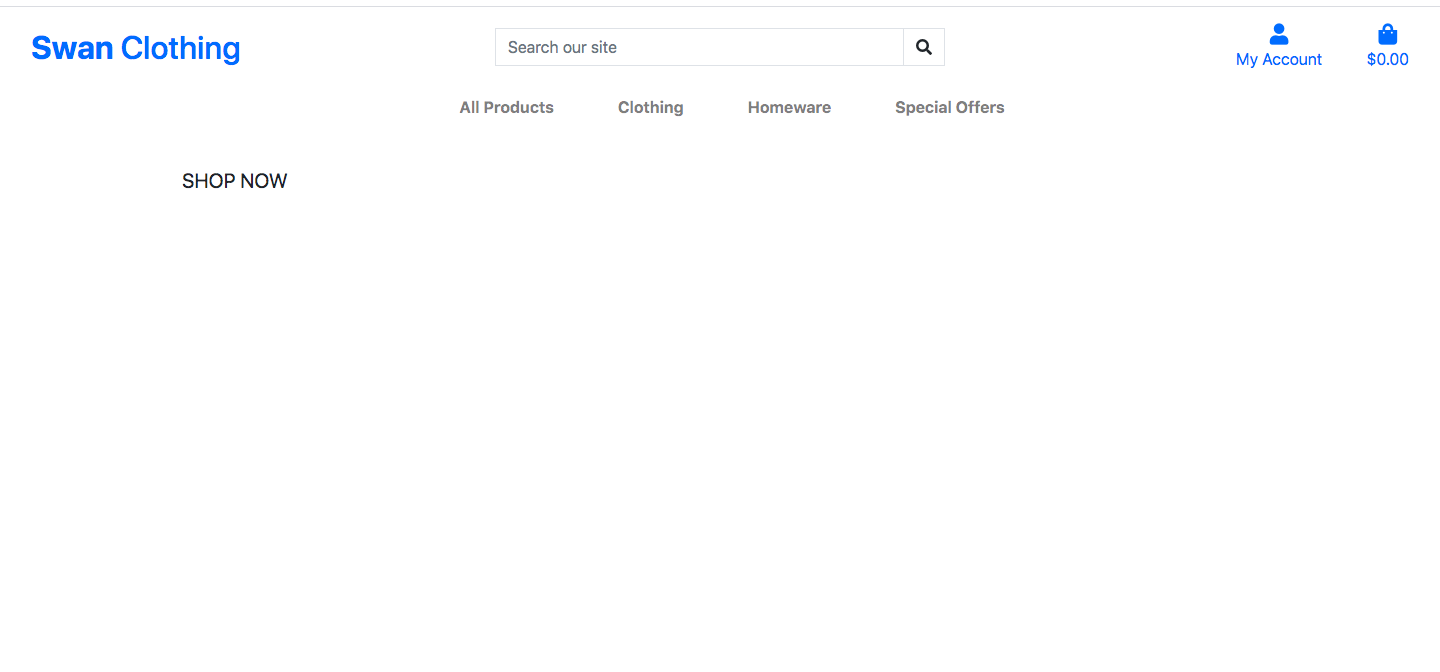 Swan Clothing
Search our site
My Account
$0.00
All Products
Clothing
Homeware
Special Offers
SHOP NOW